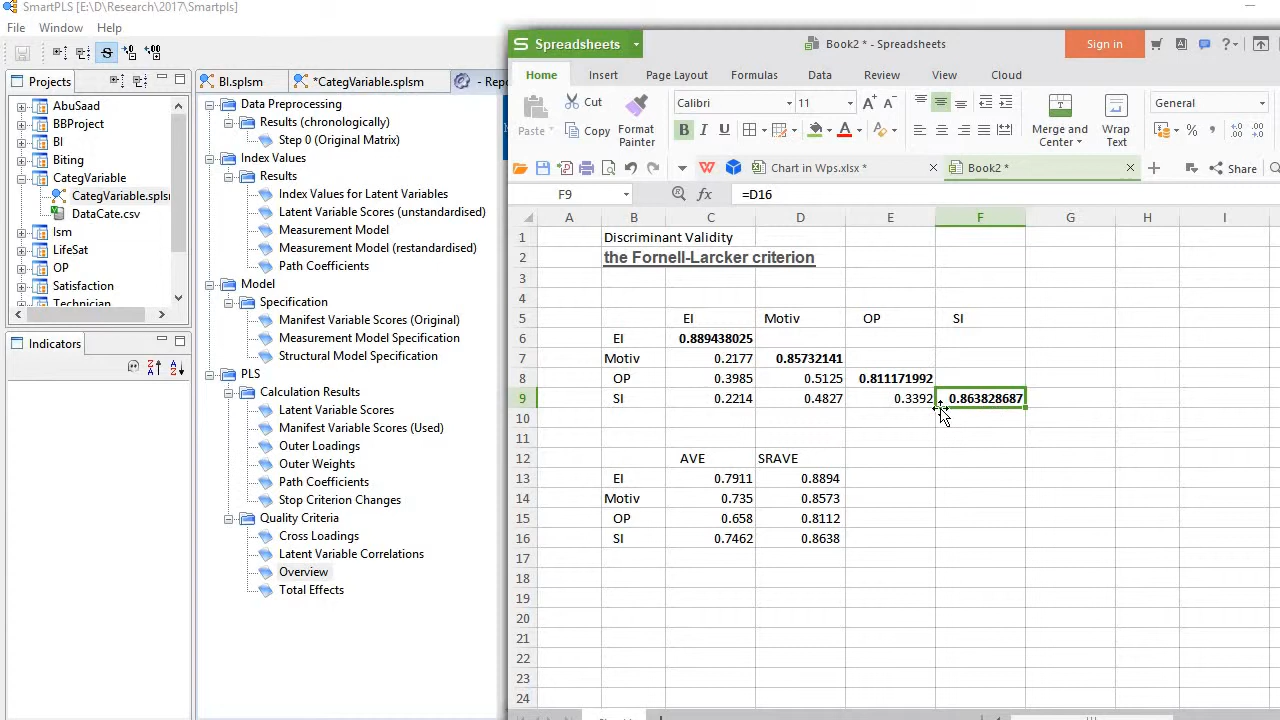 SmartPLS [E:\D\Research\2017\Smartpls]
File Window Help
Projects
AbuSaad
BBProject
BI
Biting
CategVariable
CategVariable.spls
DataCate.csv
Ism
LifeSat
OP
Satisfaction
Technician
Indicators
BI.splsm
*CategVariable.splsm
Data Preprocessing
Results (chronologically)
Step 0 (Original Matrix)
Index Values
Results
Index Values for Latent Variables
Latent Variable Scores (unstandardised)
Measurement Model
Measurement Model (restandardised)
Path Coefficients
Model
Specification
Manifest Variable Scores (Original)
Measurement Model Specification
Structural Model Specification
PLS
Calculation Results
Latent Variable Scores
Manifest Variable Scores (Used)
Outer Loadings
Outer Weights
Path Coefficients
Stop Criterion Changes
Quality Criteria
Cross Loadings
Latent Variable Correlations
Overview
Total Effects
S Spreadsheets
Book2 * - Spreadsheets
Sign in
Home Insert Page Layout Formulas Data Review View Cloud
Paste
Cut
Copy
Format Painter
Calibri
11
B I U
Merge and Center
Wrap Text
General
Chart in Wps.xlsx *
Book2 *
Share
F9
fx
=D16
A B C D E F G H I
1 Discriminant Validity
2 the Fornell-Larcker criterion
3
4
5 EI Motiv OP SI
6 EI 0.889438025
7 Motiv 0.2177 0.85732141
8 OP 0.3985 0.5125 0.811171992
9 SI 0.2214 0.4827 0.3392 0.863828687
10
11
12 AVE SRAVE
13 EI 0.7911 0.8894
14 Motiv 0.735 0.8573
15 OP 0.658 0.8112
16 SI 0.7462 0.8638
17
18
19
20
21
22
23
24